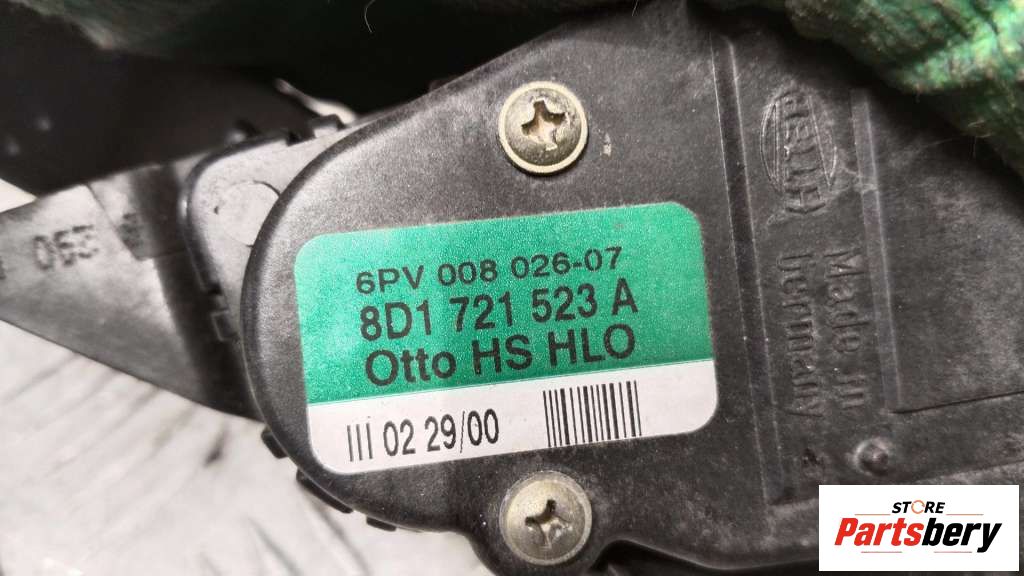 6PV 008 026-07
8D1 721 523 A
Otto HS HLO
III 02 29/00
HELLA
Made in
Germany
STORE
Partsbery